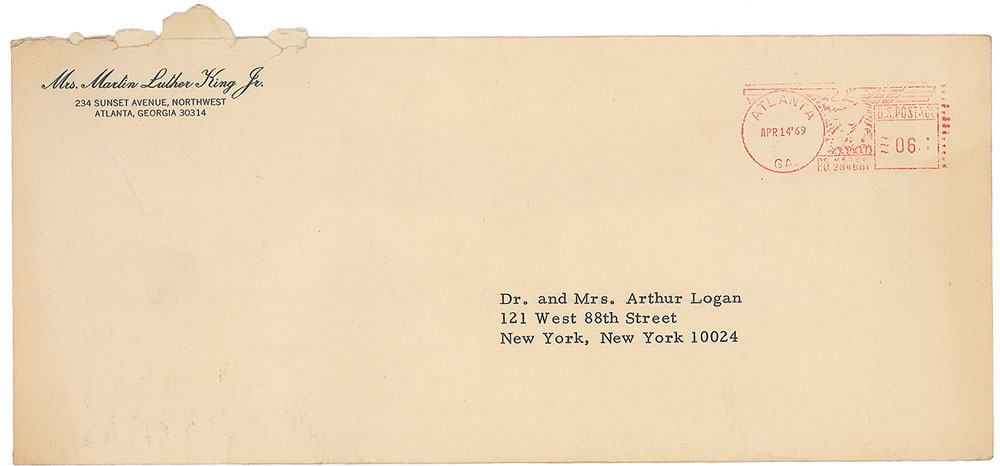 Mrs. Martin Luther King Jr.
234 SUNSET AVENUE, NORTHWEST
ATLANTA, GEORGIA 30314
ATLANTA
APR 14 '69
GA.
U.S. POSTAGE
06
Dr. and Mrs. Arthur Logan
121 West 88th Street
New York, New York 10024